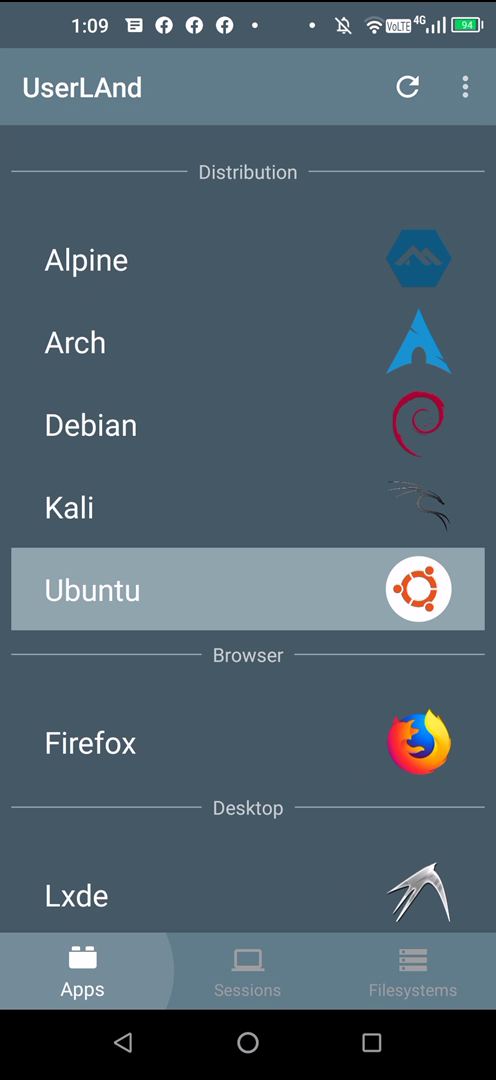 1:09
VoLTE 4G 94
UserLAnd
Distribution
Alpine
Arch
Debian
Kali
Ubuntu
Browser
Firefox
Desktop
Lxde
Apps Sessions Filesystems